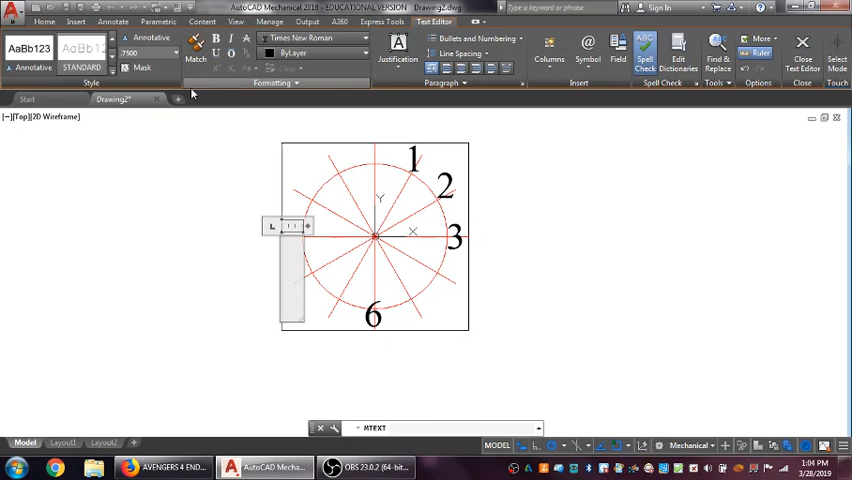 AutoCAD Mechanical 2018 - EDUCATIONAL VERSION Drawing2.dwg
Type a keyword or phrase
Sign In
Home Insert Annotate Parametric View Manage Output A360 Express Tools Text Editor
AaBb123 AaBb123 Annotative
Annotative STANDARD .7500 Mask
Match
Times New Roman
ByLayer
Justification
Bullets and Numbering
Line Spacing
Columns Symbol Field
Spell Check
Edit Dictionaries
Find & Replace
More
Ruler
Close Text Editor
Select Mode
Style Formatting Paragraph Insert Spell Check Tools Options Close Touch
Start Drawing2*
[−][Top][2D Wireframe]
1
2
Y
X
3
6
MTEXT
Model Layout1 Layout2
MODEL Mechanical
AVENGERS 4 END...
AutoCAD Mecha...
OBS 23.0.2 (64-bit...
1:04 PM
3/28/2019